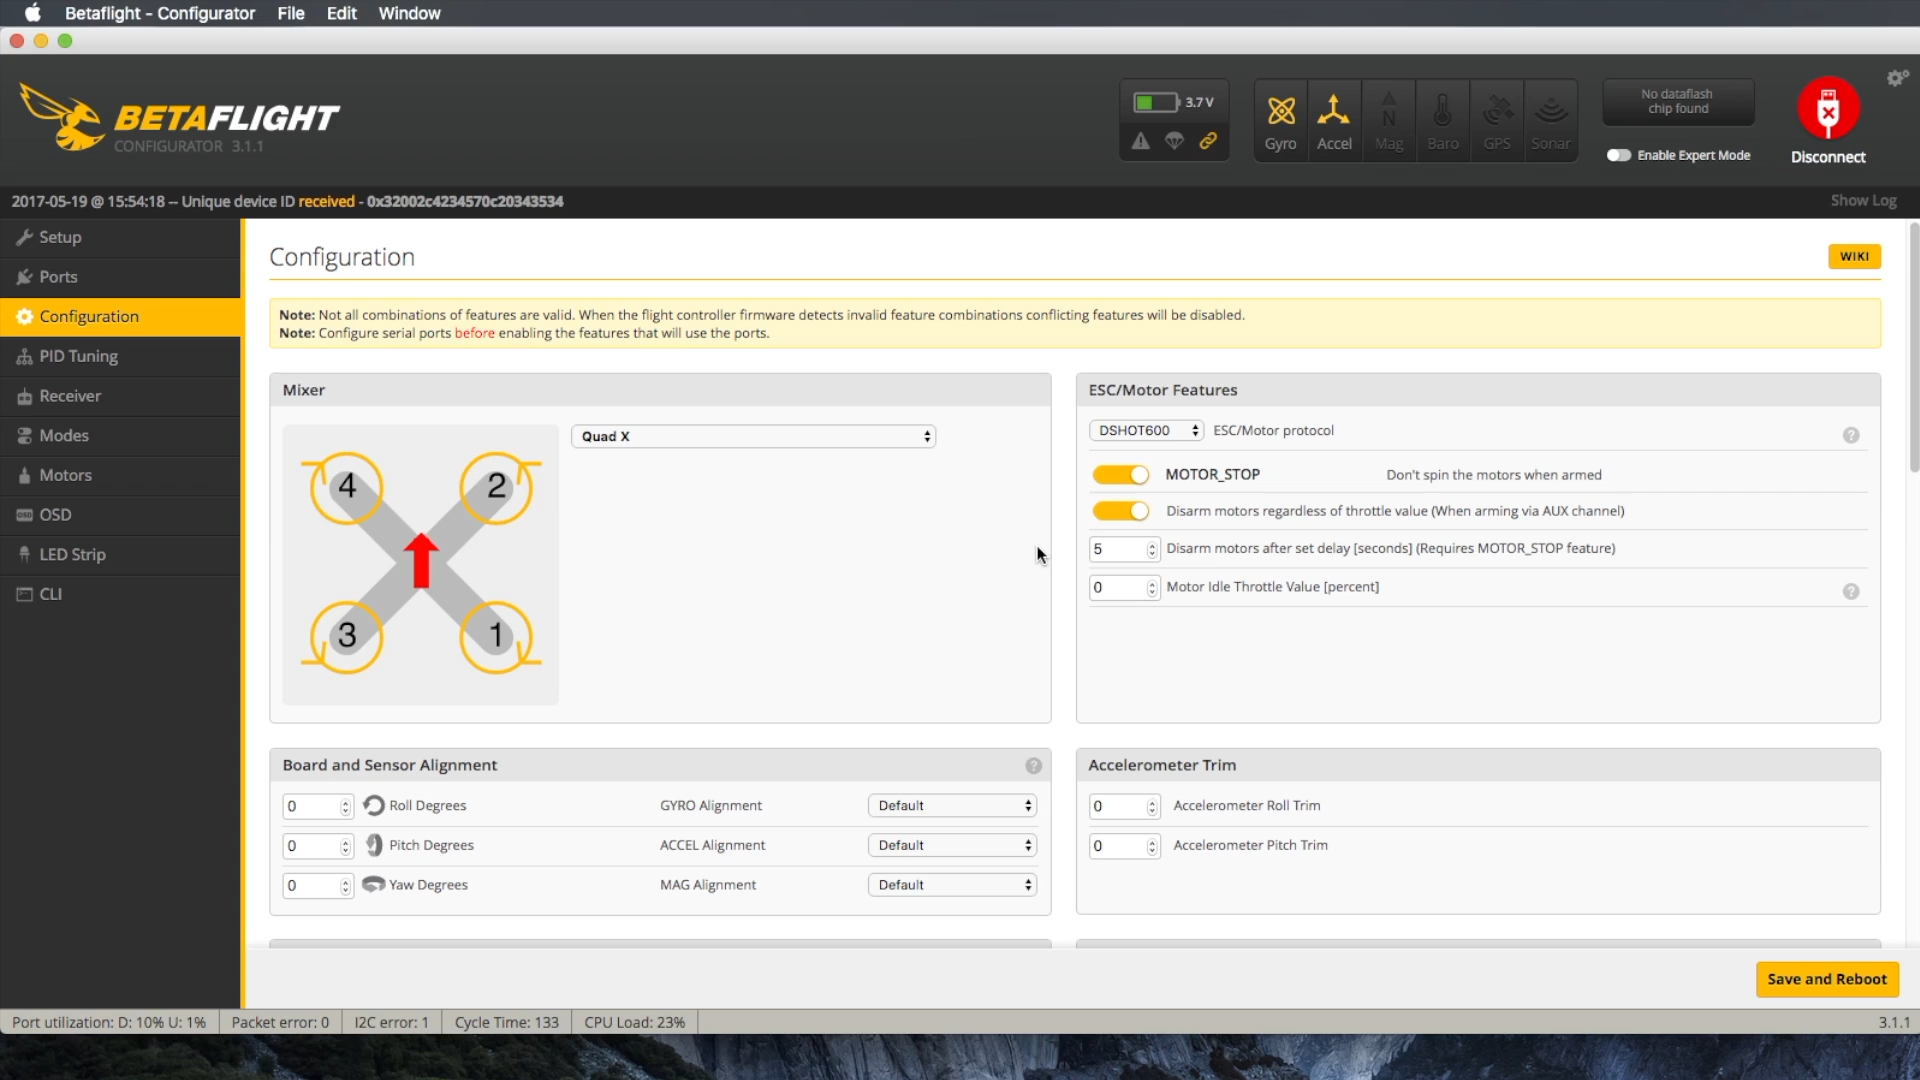 Betaflight - Configurator File Edit Window
BETAFLIGHT
CONFIGURATOR 3.1.1
3.7 V
Gyro Accel Mag Baro GPS Sonar
No dataflash
chip found
Enable Expert Mode
Disconnect
2017-05-19 @ 15:54:18 -- Unique device ID received - 0x32002c4234570c20343534
Show Log
Setup
Ports
Configuration
PID Tuning
Receiver
Modes
Motors
OSD
LED Strip
CLI
Configuration
WIKI
Note: Not all combinations of features are valid. When the flight controller firmware detects invalid feature combinations conflicting features will be disabled.
Note: Configure serial ports before enabling the features that will use the ports.
Mixer
4 2
3 1
Quad X
ESC/Motor Features
DSHOT600 ESC/Motor protocol ?
MOTOR_STOP Don't spin the motors when armed
Disarm motors regardless of throttle value (When arming via AUX channel)
5 Disarm motors after set delay [seconds] (Requires MOTOR_STOP feature)
0 Motor Idle Throttle Value [percent] ?
Board and Sensor Alignment ?
0 Roll Degrees GYRO Alignment Default
0 Pitch Degrees ACCEL Alignment Default
0 Yaw Degrees MAG Alignment Default
Accelerometer Trim
0 Accelerometer Roll Trim
0 Accelerometer Pitch Trim
Save and Reboot
Port utilization: D: 10% U: 1% Packet error: 0 I2C error: 1 Cycle Time: 133 CPU Load: 23% 3.1.1